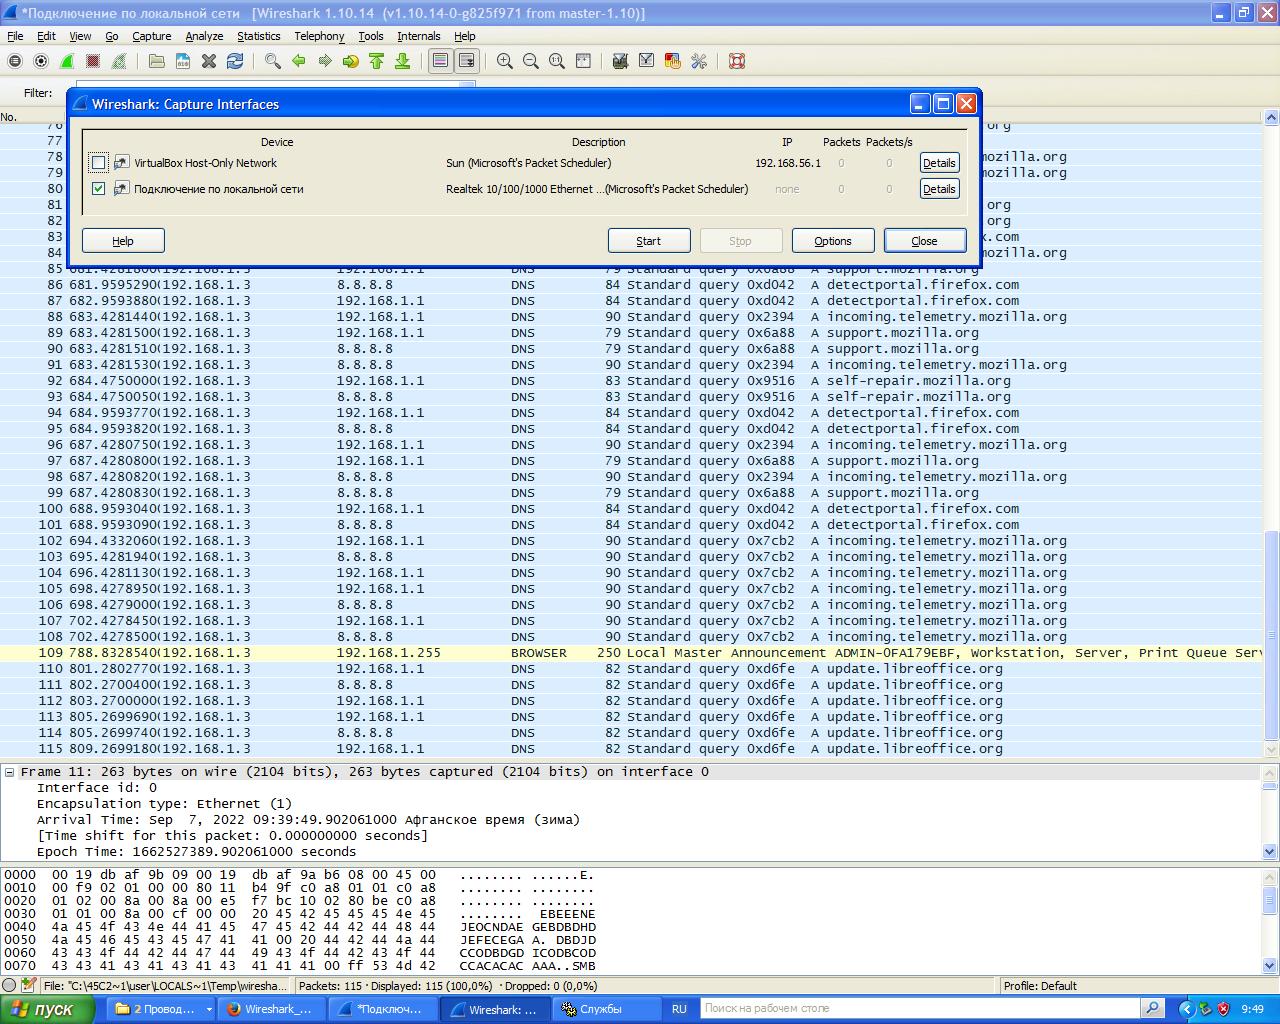 *Подключение по локальной сети [Wireshark 1.10.14 (v1.10.14-0-g825f971 from master-1.10)]
File Edit View Go Capture Analyze Statistics Telephony Tools Internals Help
Filter:
No.
Wireshark: Capture Interfaces
Device Description IP Packets Packets/s
VirtualBox Host-Only Network Sun (Microsoft's Packet Scheduler) 192.168.56.1 0 0 Details
Подключение по локальной сети Realtek 10/100/1000 Ethernet ...(Microsoft's Packet Scheduler) none 0 0 Details
Help Start Stop Options Close
76 org
77
78 mozilla.org
79 mozilla.org
80
81 org
82 org
83 x.com
84 mozilla.org
85 681.4281800( 192.168.1.3 192.168.1.1 DNS 79 Standard query 0x6a88 A support.mozilla.org
86 681.9595290( 192.168.1.3 8.8.8.8 DNS 84 Standard query 0xd042 A detectportal.firefox.com
87 682.9593880( 192.168.1.3 192.168.1.1 DNS 84 Standard query 0xd042 A detectportal.firefox.com
88 683.4281440( 192.168.1.3 192.168.1.1 DNS 90 Standard query 0x2394 A incoming.telemetry.mozilla.org
89 683.4281500( 192.168.1.3 192.168.1.1 DNS 79 Standard query 0x6a88 A support.mozilla.org
90 683.4281510( 192.168.1.3 8.8.8.8 DNS 79 Standard query 0x6a88 A support.mozilla.org
91 683.4281530( 192.168.1.3 8.8.8.8 DNS 90 Standard query 0x2394 A incoming.telemetry.mozilla.org
92 684.4750000( 192.168.1.3 192.168.1.1 DNS 83 Standard query 0x9516 A self-repair.mozilla.org
93 684.4750050( 192.168.1.3 8.8.8.8 DNS 83 Standard query 0x9516 A self-repair.mozilla.org
94 684.9593770( 192.168.1.3 192.168.1.1 DNS 84 Standard query 0xd042 A detectportal.firefox.com
95 684.9593820( 192.168.1.3 8.8.8.8 DNS 84 Standard query 0xd042 A detectportal.firefox.com
96 687.4280750( 192.168.1.3 192.168.1.1 DNS 90 Standard query 0x2394 A incoming.telemetry.mozilla.org
97 687.4280800( 192.168.1.3 192.168.1.1 DNS 79 Standard query 0x6a88 A support.mozilla.org
98 687.4280820( 192.168.1.3 8.8.8.8 DNS 90 Standard query 0x2394 A incoming.telemetry.mozilla.org
99 687.4280830( 192.168.1.3 8.8.8.8 DNS 79 Standard query 0x6a88 A support.mozilla.org
100 688.9593040( 192.168.1.3 192.168.1.1 DNS 84 Standard query 0xd042 A detectportal.firefox.com
101 688.9593090( 192.168.1.3 8.8.8.8 DNS 84 Standard query 0xd042 A detectportal.firefox.com
102 694.4332060( 192.168.1.3 192.168.1.1 DNS 90 Standard query 0x7cb2 A incoming.telemetry.mozilla.org
103 695.4281940( 192.168.1.3 8.8.8.8 DNS 90 Standard query 0x7cb2 A incoming.telemetry.mozilla.org
104 696.4281130( 192.168.1.3 192.168.1.1 DNS 90 Standard query 0x7cb2 A incoming.telemetry.mozilla.org
105 698.4278950( 192.168.1.3 192.168.1.1 DNS 90 Standard query 0x7cb2 A incoming.telemetry.mozilla.org
106 698.4279000( 192.168.1.3 8.8.8.8 DNS 90 Standard query 0x7cb2 A incoming.telemetry.mozilla.org
107 702.4278450( 192.168.1.3 192.168.1.1 DNS 90 Standard query 0x7cb2 A incoming.telemetry.mozilla.org
108 702.4278500( 192.168.1.3 8.8.8.8 DNS 90 Standard query 0x7cb2 A incoming.telemetry.mozilla.org
109 788.8328540( 192.168.1.3 192.168.1.255 BROWSER 250 Local Master Announcement ADMIN-0FA179EBF, Workstation, Server, Print Queue Serv
110 801.2802770( 192.168.1.3 192.168.1.1 DNS 82 Standard query 0xd6fe A update.libreoffice.org
111 802.2700400( 192.168.1.3 8.8.8.8 DNS 82 Standard query 0xd6fe A update.libreoffice.org
112 803.2700000( 192.168.1.3 192.168.1.1 DNS 82 Standard query 0xd6fe A update.libreoffice.org
113 805.2699690( 192.168.1.3 192.168.1.1 DNS 82 Standard query 0xd6fe A update.libreoffice.org
114 805.2699740( 192.168.1.3 8.8.8.8 DNS 82 Standard query 0xd6fe A update.libreoffice.org
115 809.2699180( 192.168.1.3 192.168.1.1 DNS 82 Standard query 0xd6fe A update.libreoffice.org
Frame 11: 263 bytes on wire (2104 bits), 263 bytes captured (2104 bits) on interface 0
Interface id: 0
Encapsulation type: Ethernet (1)
Arrival Time: Sep 7, 2022 09:39:49.902061000 Афганское время (зима)
[Time shift for this packet: 0.000000000 seconds]
Epoch Time: 1662527389.902061000 seconds
0000 00 19 db af 9b 09 00 19 db af 9a b6 08 00 45 00 ........ ......E.
0010 00 f9 02 01 00 00 80 11 b4 9f c0 a8 01 01 c0 a8 ........ ........
0020 01 02 00 8a 00 8a 00 e5 f7 bc 10 02 80 be c0 a8 ........ ........
0030 01 01 00 8a 00 cf 00 00 20 45 42 45 45 45 4e 45 ........ EBEEENE
0040 4a 45 4f 43 4e 44 41 45 47 45 42 44 42 44 48 44 JEOCNDAE GEBDBDHD
0050 4a 45 46 45 43 45 47 41 41 00 20 44 42 44 4a 44 JEFECEGA A. DBDJD
0060 43 43 4f 44 42 44 47 44 49 43 4f 44 42 43 4f 44 CCODBDGD ICODBCOD
0070 43 43 41 43 41 43 41 43 41 41 41 00 ff 53 4d 42 CCACACAC AAA..SMB
File: "C:\45C2~1\user\LOCALS~1\Temp\wiresha... Packets: 115 · Displayed: 115 (100,0%) · Dropped: 0 (0,0%) Profile: Default
пуск 2 Провод... Wireshark_... *Подключ... Wireshark: ... Службы RU Поиск на рабочем столе 9:49